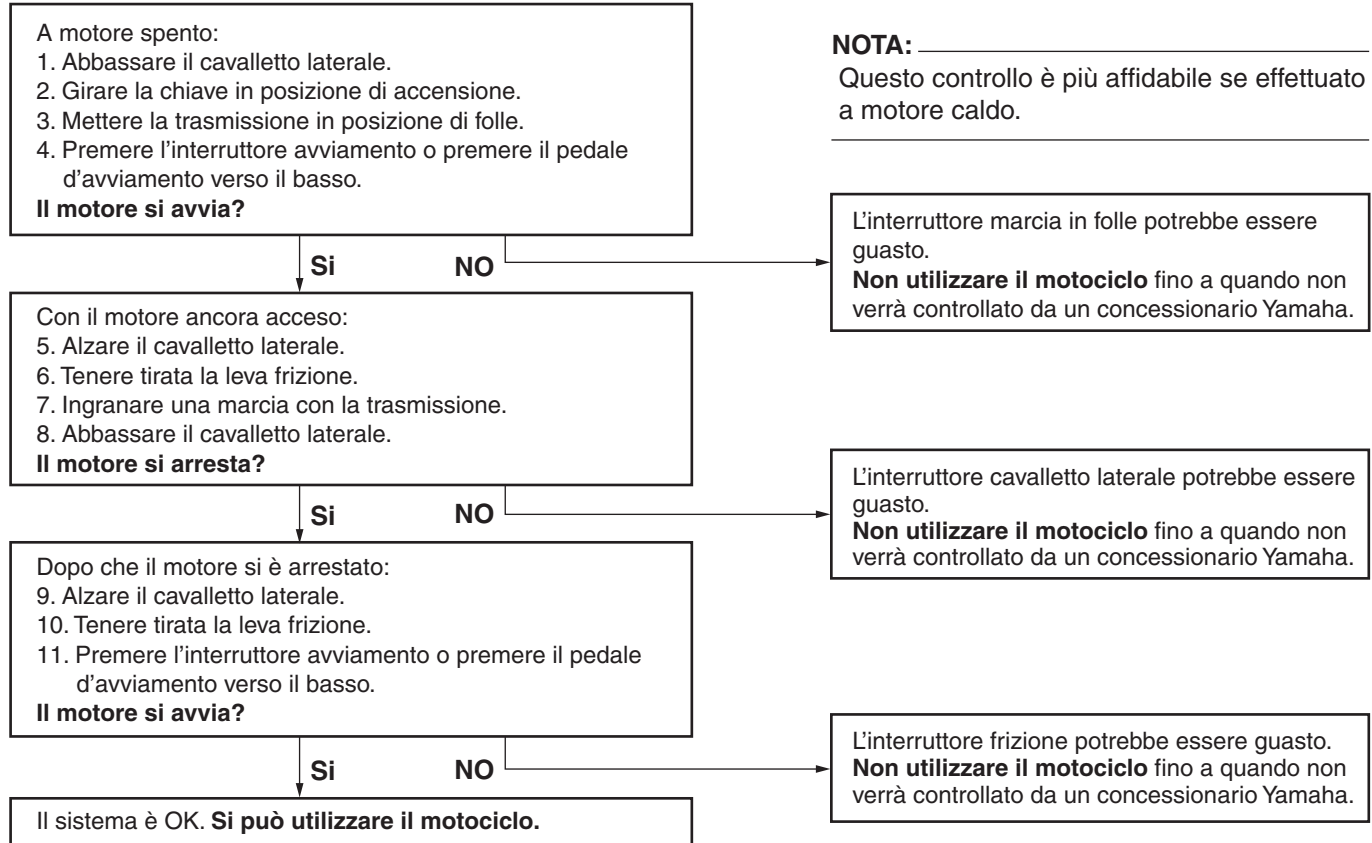 A motore spento:
1. Abbassare il cavalletto laterale.
2. Girare la chiave in posizione di accensione.
3. Mettere la trasmissione in posizione di folle.
4. Premere l'interruttore avviamento o premere il pedale
d'avviamento verso il basso.
Il motore si avvia?
NOTA:
Questo controllo è più affidabile se effettuato
a motore caldo.
Si
NO
L'interruttore marcia in folle potrebbe essere
guasto.
Non utilizzare il motociclo fino a quando non
verrà controllato da un concessionario Yamaha.
Con il motore ancora acceso:
5. Alzare il cavalletto laterale.
6. Tenere tirata la leva frizione.
7. Ingranare una marcia con la trasmissione.
8. Abbassare il cavalletto laterale.
Il motore si arresta?
Si
NO
L'interruttore cavalletto laterale potrebbe essere
guasto.
Non utilizzare il motociclo fino a quando non
verrà controllato da un concessionario Yamaha.
Dopo che il motore si è arrestato:
9. Alzare il cavalletto laterale.
10. Tenere tirata la leva frizione.
11. Premere l'interruttore avviamento o premere il pedale
d'avviamento verso il basso.
Il motore si avvia?
Si
NO
L'interruttore frizione potrebbe essere guasto.
Non utilizzare il motociclo fino a quando non
verrà controllato da un concessionario Yamaha.
Il sistema è OK. Si può utilizzare il motociclo.